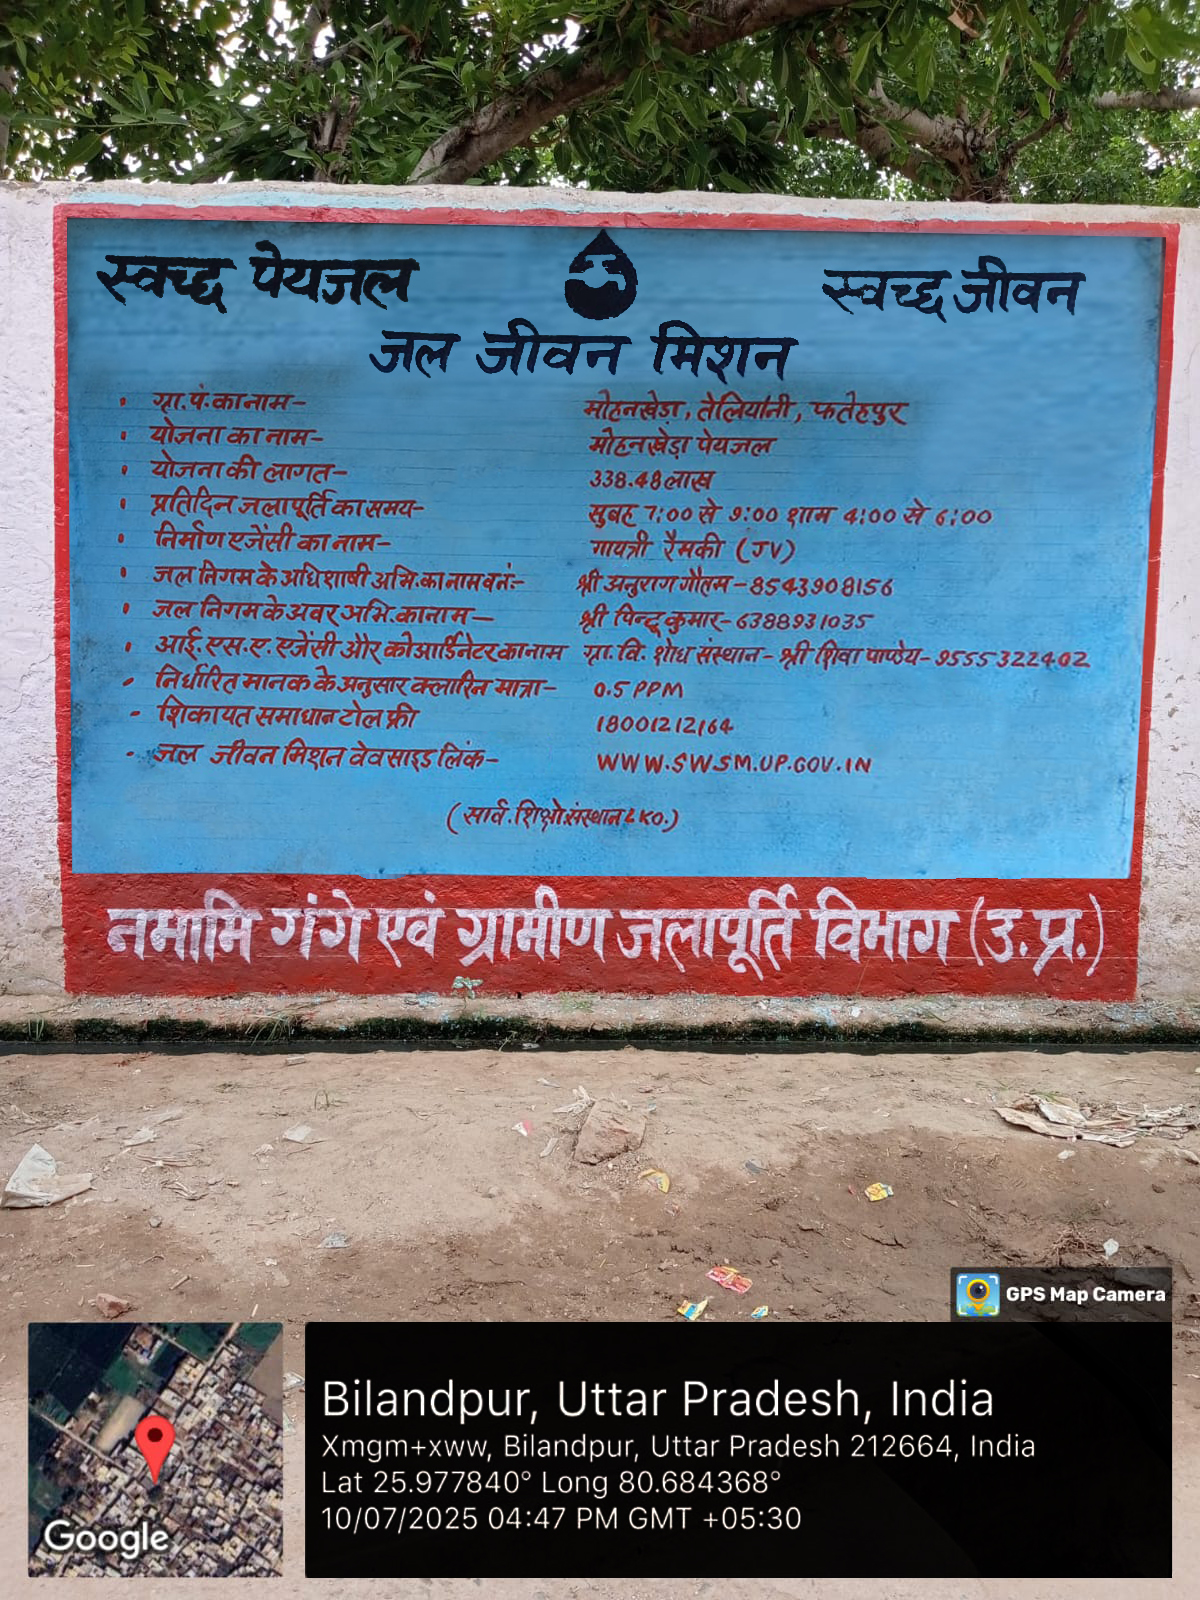 स्वच्छ पेयजल
स्वच्छ जीवन
जल जीवन मिशन
• ग्रा.पं.का नाम- मोहनखेडा, तेलियानी, फतेहपुर
• योजना का नाम- मोहनखेड़ा पेयजल
• योजना की लागत- 338.48 लाख
• प्रतिदिन जलापूर्ति का समय- सुबह 7:00 से 9:00 शाम 4:00 से 6:00
• निर्माण एजेंसी का नाम- गायत्री रैमकी (JV)
• जल निगम के अधिशाषी अभि.का नाम व नं:- श्री अनुराग गौतम-8543908156
• जल निगम के अवर अभि.का नाम- श्री पिन्टू कुमार-6388931035
• आई.एस.ए. एजेंसी और कोआर्डिनेटर का नाम ग्रा.वि. शोध संस्थान-श्री शिवा पाण्डेय-9555322402
- निर्धारित मानक के अनुसार क्लारिन मात्रा- 0.5 PPM
- शिकायत समाधान टोल फ्री 18001212164
- जल जीवन मिशन वेवसाइड लिंक- WWW.SWSM.UP.GOV.IN
(सार्व.शिक्षो.संस्थान LKO.)
नमामि गंगे एवं ग्रामीण जलापूर्ति विभाग (उ.प्र.)
GPS Map Camera
Bilandpur, Uttar Pradesh, India
Xmgm+xww, Bilandpur, Uttar Pradesh 212664, India
Lat 25.977840° Long 80.684368°
10/07/2025 04:47 PM GMT +05:30
Google